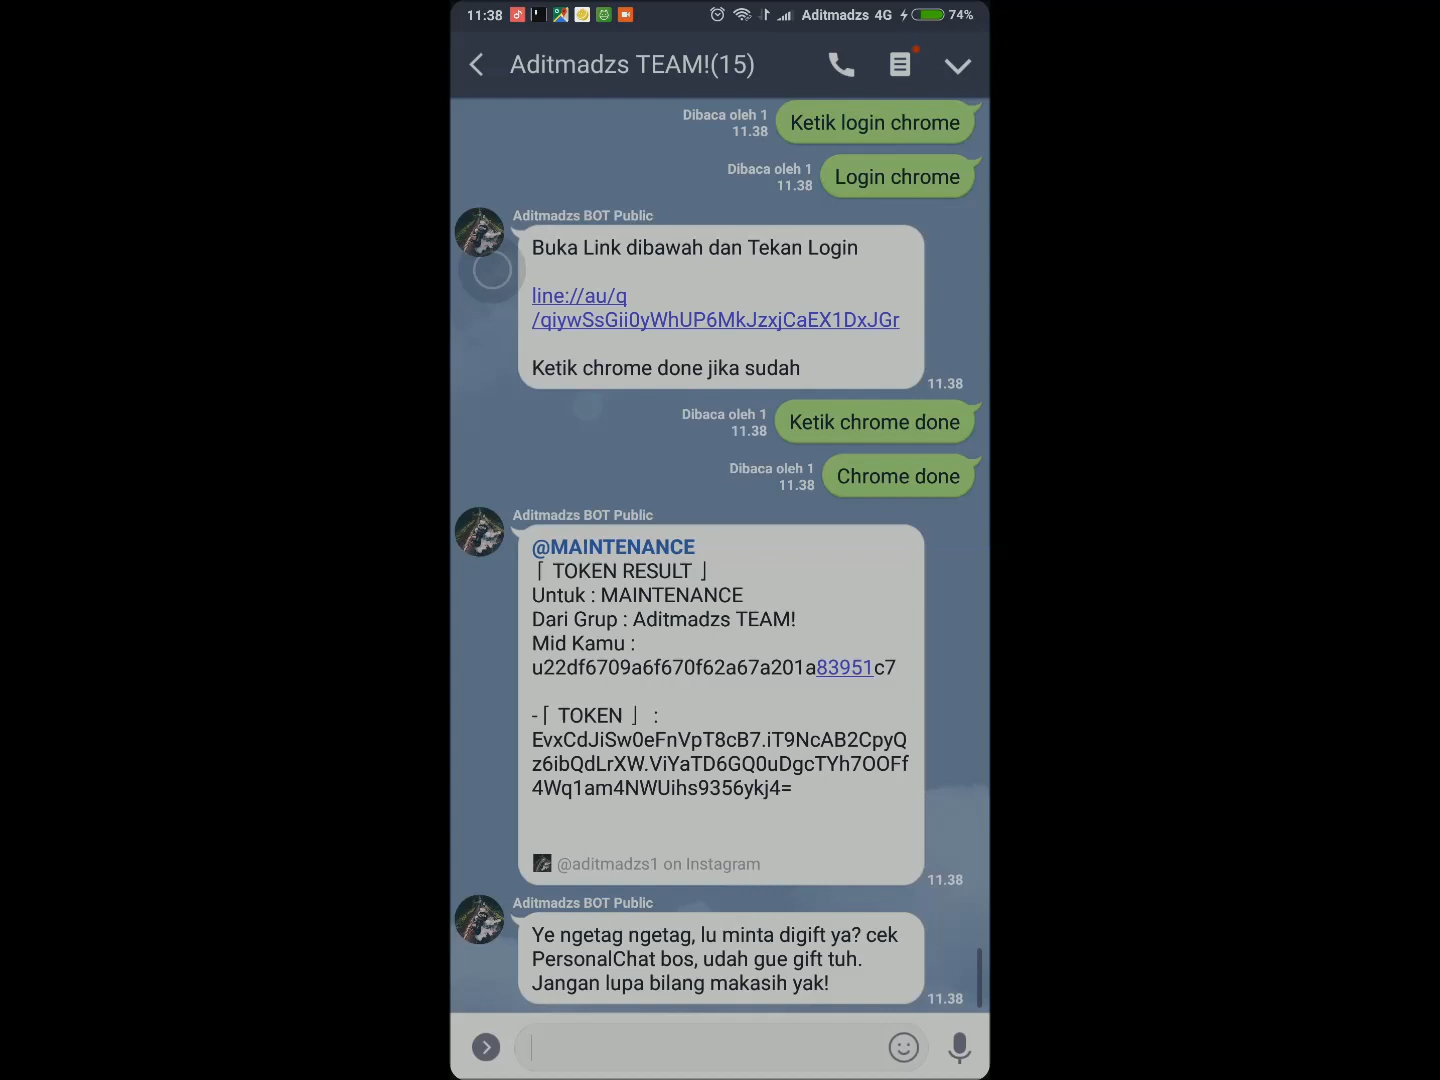 11:38
Aditmadzs 4G
74%
Aditmadzs TEAM!(15)
Dibaca oleh 1
11.38
Ketik login chrome
Dibaca oleh 1
11.38
Login chrome
Aditmadzs BOT Public
Buka Link dibawah dan Tekan Login
line://au/q
/qiywSsGii0yWhUP6MkJzxjCaEX1DxJGr
Ketik chrome done jika sudah
11.38
Dibaca oleh 1
11.38
Ketik chrome done
Dibaca oleh 1
11.38
Chrome done
Aditmadzs BOT Public
@MAINTENANCE
⌈ TOKEN RESULT ⌋
Untuk : MAINTENANCE
Dari Grup : Aditmadzs TEAM!
Mid Kamu :
u22df6709a6f670f62a67a201a83951c7
-⌈ TOKEN ⌋ :
EvxCdJiSw0eFnVpT8cB7.iT9NcAB2CpyQ
z6ibQdLrXW.ViYaTD6GQ0uDgcTYh7OOFf
4Wq1am4NWUihs9356ykj4=
@aditmadzs1 on Instagram
11.38
Aditmadzs BOT Public
Ye ngetag ngetag, lu minta digift ya? cek
PersonalChat bos, udah gue gift tuh.
Jangan lupa bilang makasih yak!
11.38